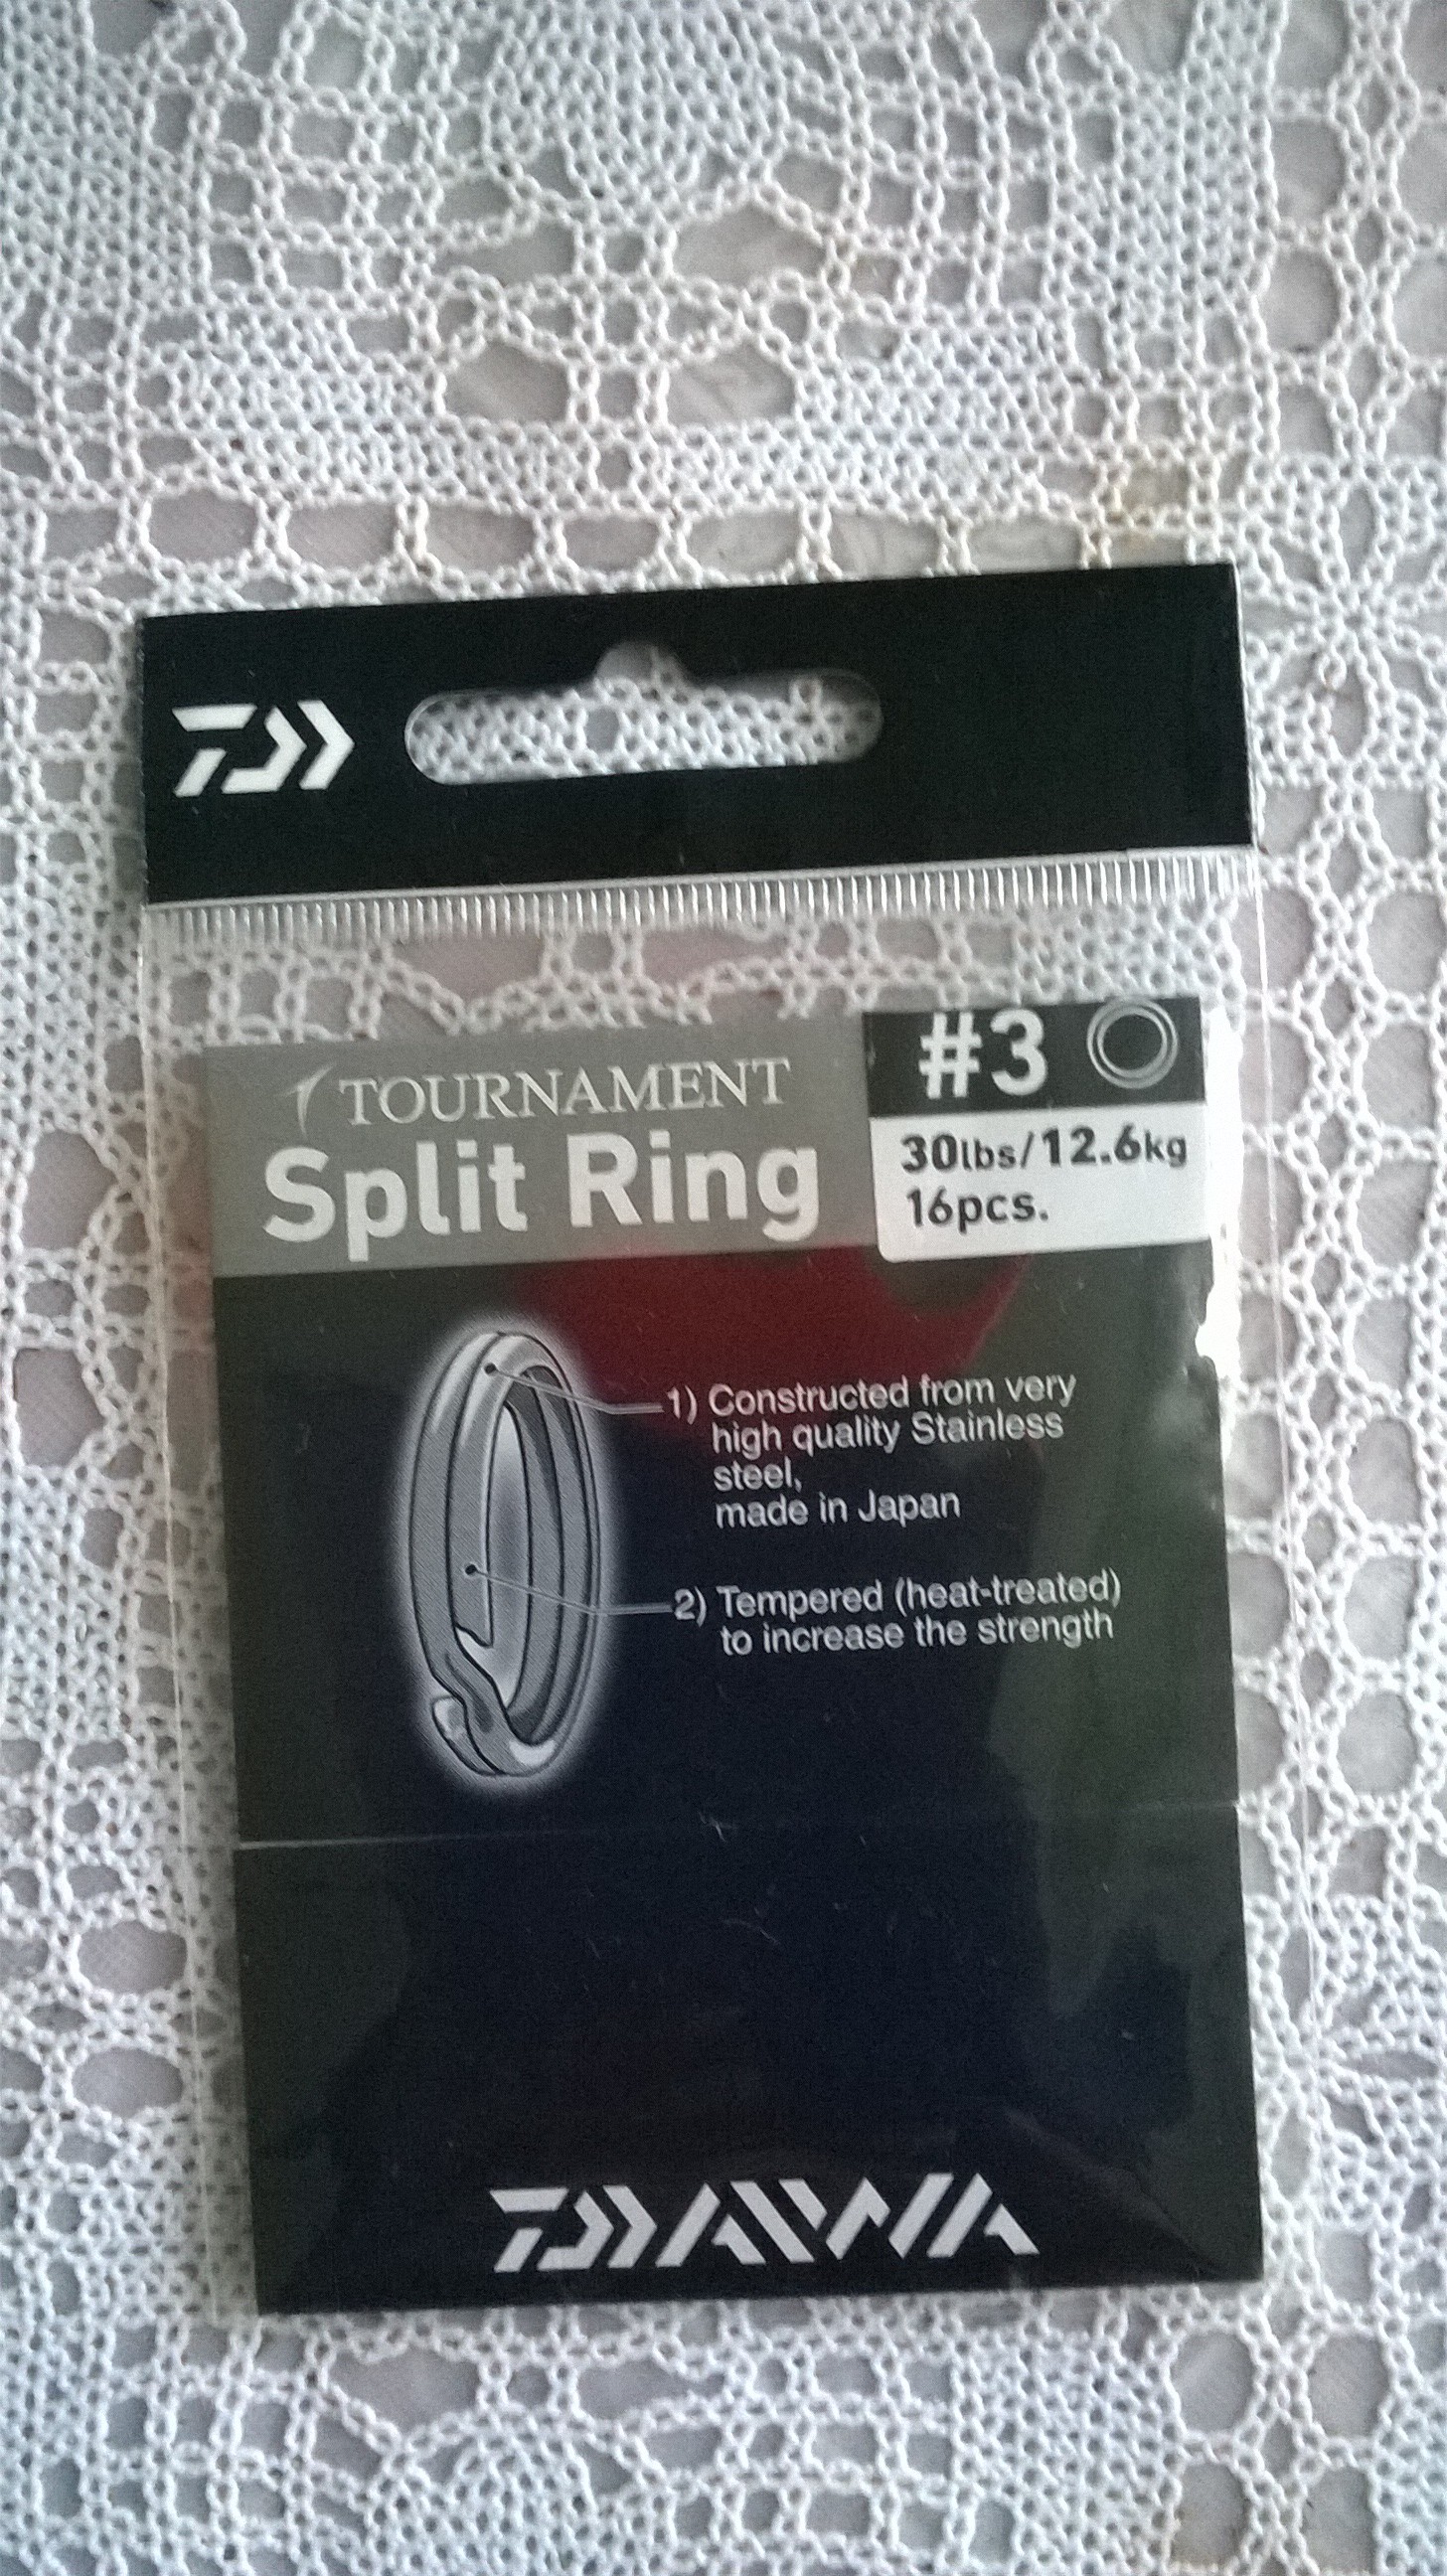 TOURNAMENT
Split Ring
#3
30lbs/12.6kg
16pcs.
1) Constructed from very
high quality Stainless
steel,
made in Japan
2) Tempered (heat-treated)
to increase the strength
DAIWA